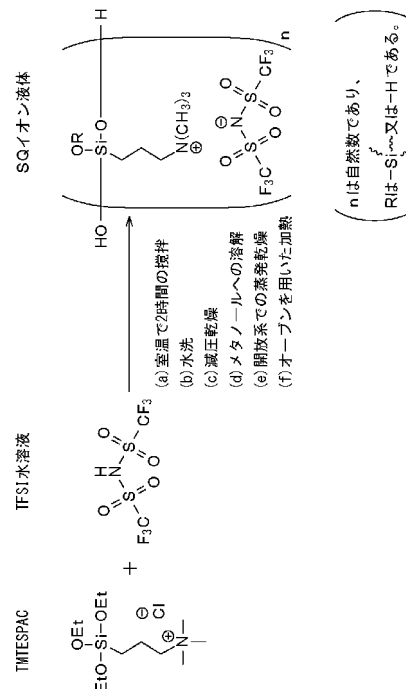 TMTESPAC
OEt
EtO-Si-OEt
⊖
Cl
N
⊕
+
TFSI水溶液
H
O N O
S S
F₃C O O CF₃
(a)室温で2時間の撹拌
(b)水洗
(c)減圧乾燥
(d)メタノールへの溶解
(e)開放系での蒸発乾燥
(f)オーブンを用いた加熱
SQイオン液体
OR
HO Si-O H
N(CH₃)₃
⊕
⊖
O N O
S S
F₃C O O CF₃
n
nは自然数であり、
Rは-Si〰又は-Hである。